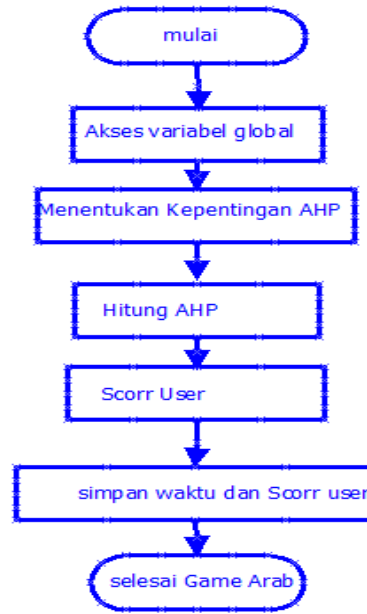 mulai
Akses variabel global
Menentukan Kepentingan AHP
Hitung AHP
Scorr User
simpan waktu dan Scorr user
selesai Game Arab